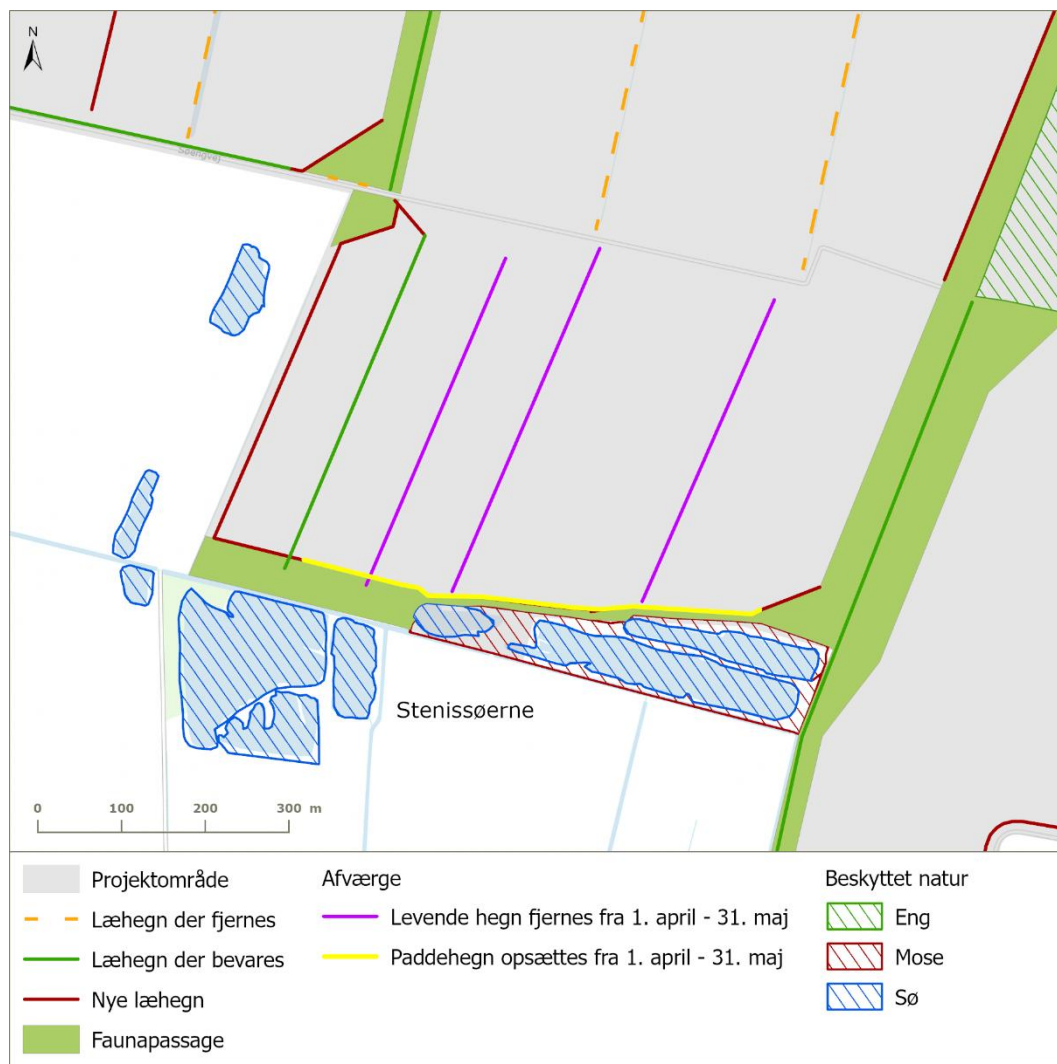 N
Stenissøerne
0 100 200 300 m
Projektområde
Læhegn der fjernes
Læhegn der bevares
Nye læhegn
Faunapassage
Afværge
Levende hegn fjernes fra 1. april - 31. maj
Paddehegn opsættes fra 1. april - 31. maj
Beskyttet natur
Eng
Mose
Sø